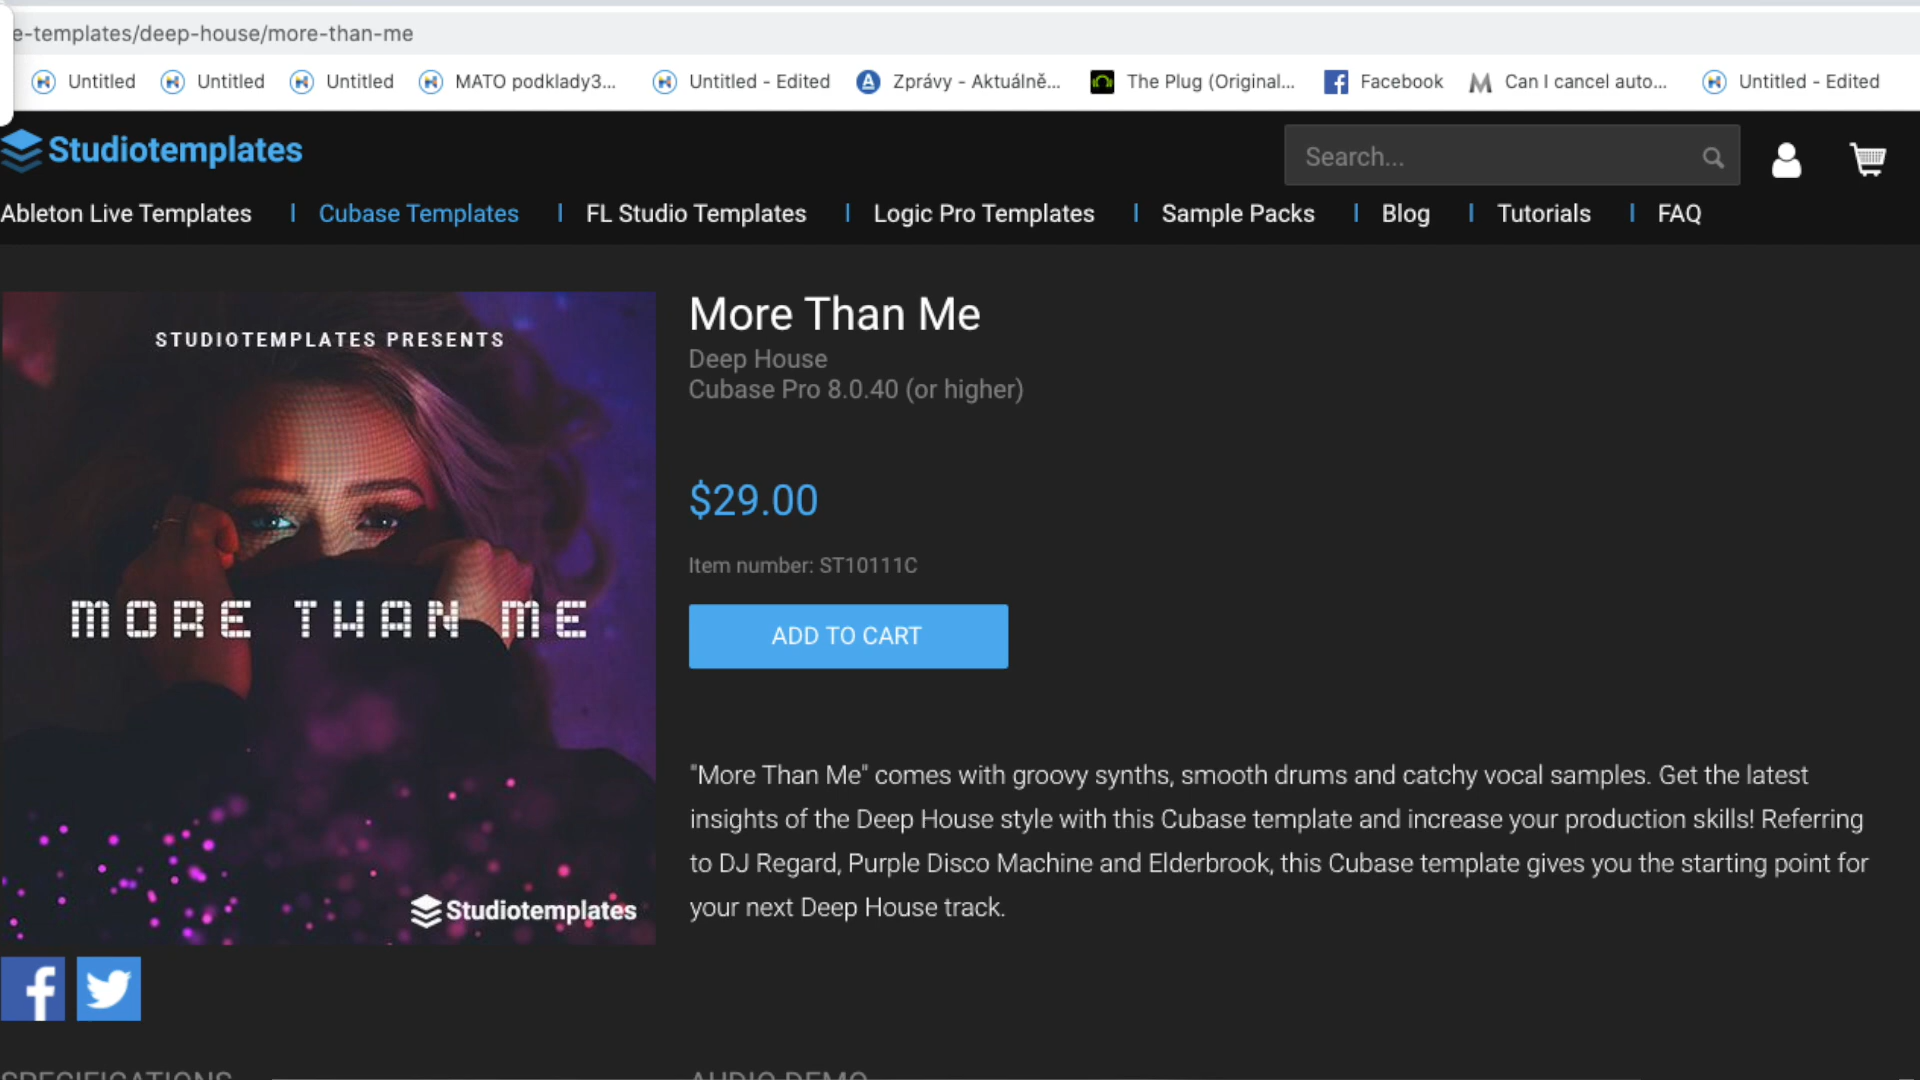 e-templates/deep-house/more-than-me
Untitled Untitled Untitled MATO podklady3... Untitled - Edited Zprávy - Aktuálně... The Plug (Original... Facebook Can I cancel auto... Untitled - Edited
Studiotemplates
Search...
Ableton Live Templates | Cubase Templates | FL Studio Templates | Logic Pro Templates | Sample Packs | Blog | Tutorials | FAQ
STUDIOTEMPLATES PRESENTS
MORE THAN ME
Studiotemplates
More Than Me
Deep House
Cubase Pro 8.0.40 (or higher)
$29.00
Item number: ST10111C
ADD TO CART
"More Than Me" comes with groovy synths, smooth drums and catchy vocal samples. Get the latest
insights of the Deep House style with this Cubase template and increase your production skills! Referring
to DJ Regard, Purple Disco Machine and Elderbrook, this Cubase template gives you the starting point for
your next Deep House track.
SPECIFICATIONS
AUDIO DEMO